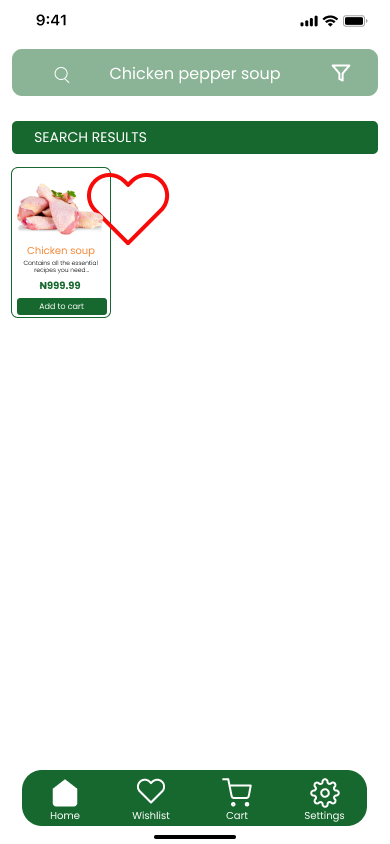 9:41
Chicken pepper soup
SEARCH RESULTS
Chicken soup
Contains all the essential
recipes you need...
₦999.99
Add to cart
Home Wishlist Cart Settings